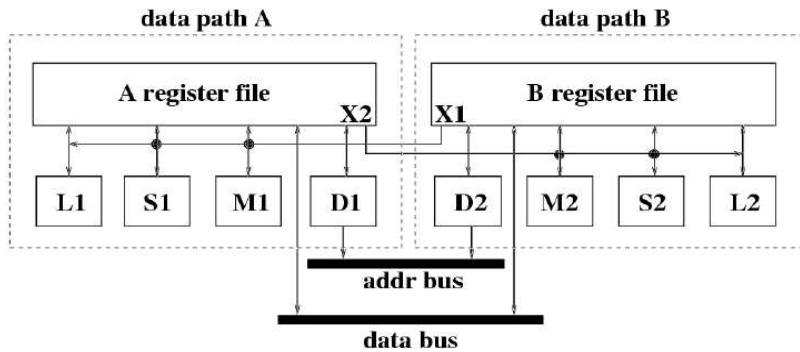 data path A
data path B
A register file
B register file
X2
X1
L1
S1
M1
D1
D2
M2
S2
L2
addr bus
data bus